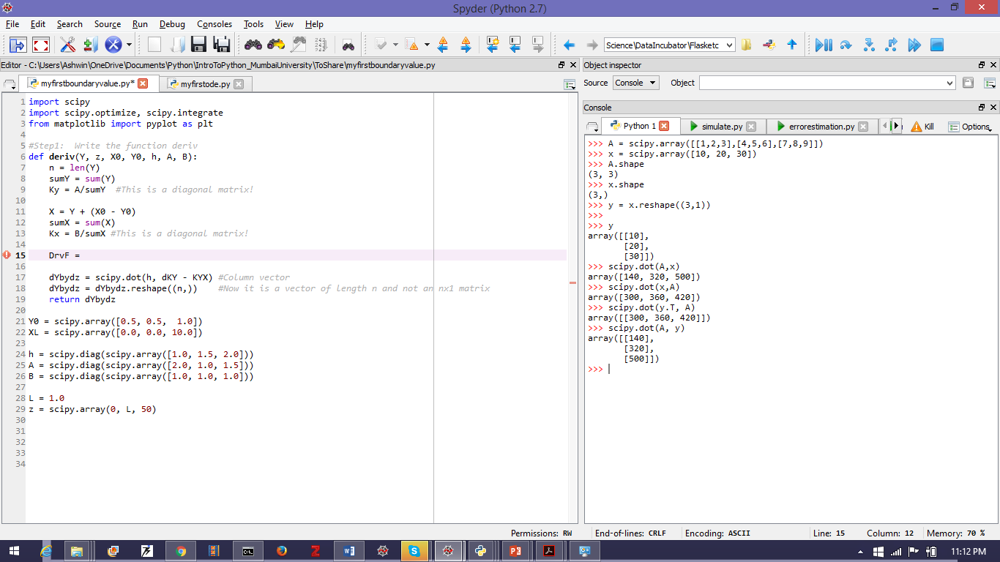 Spyder (Python 2.7)
File Edit Search Source Run Debug Consoles Tools View Help
Science\DataIncubator\Flasketc
Editor - C:\Users\Ashwin\OneDrive\Documents\Python\IntroToPython_MumbaiUniversity\ToShare\myfirstboundaryvalue.py
myfirstboundaryvalue.py* myfirstode.py
1 import scipy
2 import scipy.optimize, scipy.integrate
3 from matplotlib import pyplot as plt
4
5 #Step1:  Write the function deriv
6 def deriv(Y, z, X0, Y0, h, A, B):
7     n = len(Y)
8     sumY = sum(Y)
9     Ky = A/sumY  #This is a diagonal matrix!
10
11     X = Y + (X0 - Y0)
12     sumX = sum(X)
13     Kx = B/sumX #This is a diagonal matrix!
14
15     DrvF =
16
17     dYbydz = scipy.dot(h, dKY - KYX) #Column vector
18     dYbydz = dYbydz.reshape((n,))    #Now it is a vector of length n and not an nx1 matrix
19     return dYbydz
20
21 Y0 = scipy.array([0.5, 0.5,  1.0])
22 XL = scipy.array([0.0, 0.0, 10.0])
23
24 h = scipy.diag(scipy.array([1.0, 1.5, 2.0]))
25 A = scipy.diag(scipy.array([2.0, 1.0, 1.5]))
26 B = scipy.diag(scipy.array([1.0, 1.0, 1.0]))
27
28 L = 1.0
29 z = scipy.array(0, L, 50)
30
31
32
33
34
Object inspector
Source Console Object
Console
Python 1 simulate.py errorestimation.py Kill Options
>>> A = scipy.array([[1,2,3],[4,5,6],[7,8,9]])
>>> x = scipy.array([10, 20, 30])
>>> A.shape
(3, 3)
>>> x.shape
(3,)
>>> y = x.reshape((3,1))
>>>
>>> y
array([[10],
       [20],
       [30]])
>>> scipy.dot(A,x)
array([140, 320, 500])
>>> scipy.dot(x,A)
array([300, 360, 420])
>>> scipy.dot(y.T, A)
array([[300, 360, 420]])
>>> scipy.dot(A, y)
array([[140],
       [320],
       [500]])
>>>
Permissions: RW End-of-lines: CRLF Encoding: ASCII Line: 15 Column: 12 Memory: 70 %
11:12 PM